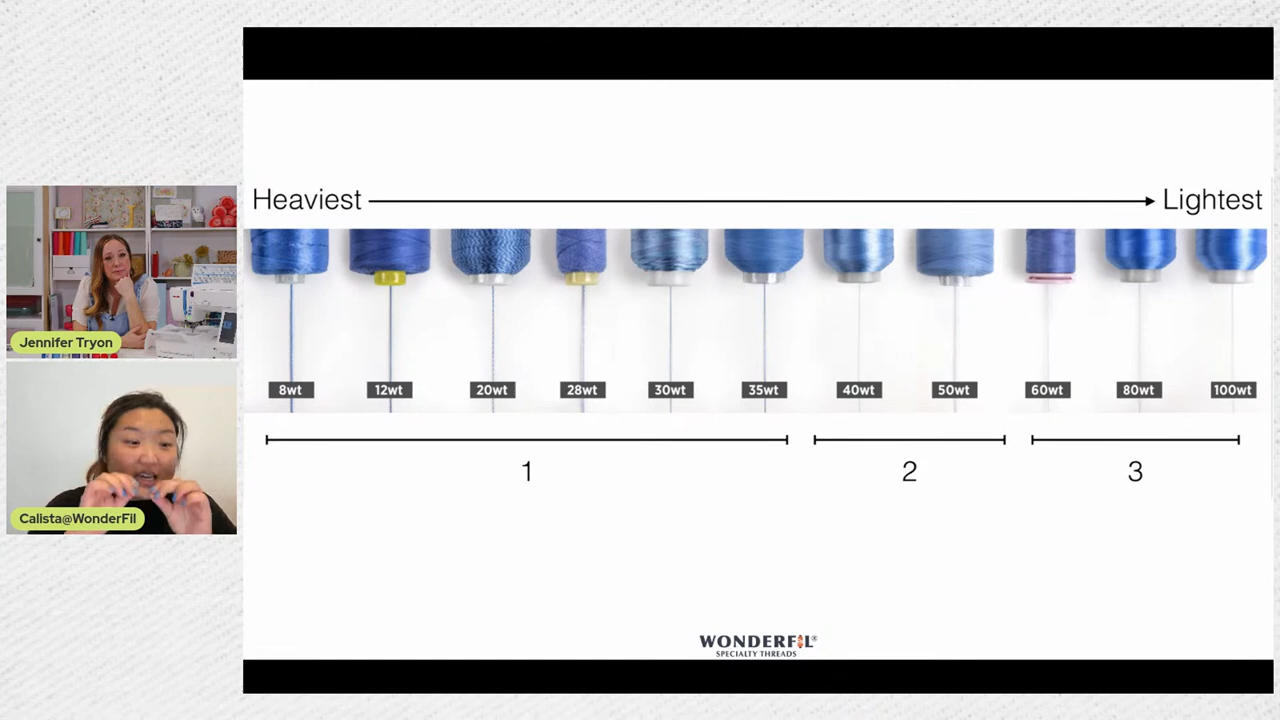 Heaviest
Lightest
8wt
12wt
20wt
28wt
30wt
35wt
40wt
50wt
60wt
80wt
100wt
1
2
3
Jennifer Tryon
Calista@WonderFil
WONDERFIL®
SPECIALTY THREADS